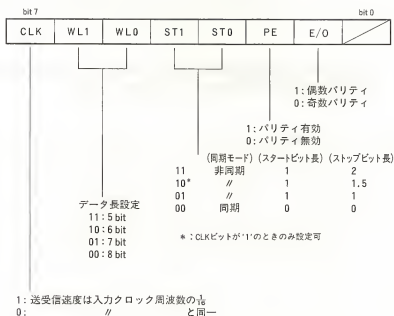 bit 7 bit 0
CLK WL1 WL0 ST1 ST0 PE E/O
1:偶数パリティ
0:奇数パリティ
1:パリティ有効
0:パリティ無効
(同期モード) (スタートビット長) (ストップビット長)
11 非同期 1 2
10* 〃 1 1.5
01 〃 1 1
00 同期 0 0
*:CLKビットが'1'のときのみ設定可
データ長設定
11:5 bit
10:6 bit
01:7 bit
00:8 bit
1:送受信速度は入力クロック周波数の1/16
0: 〃 と同一